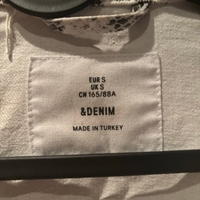 EUR S
UK S
CN 165/88A
&DENIM
MADE IN TURKEY